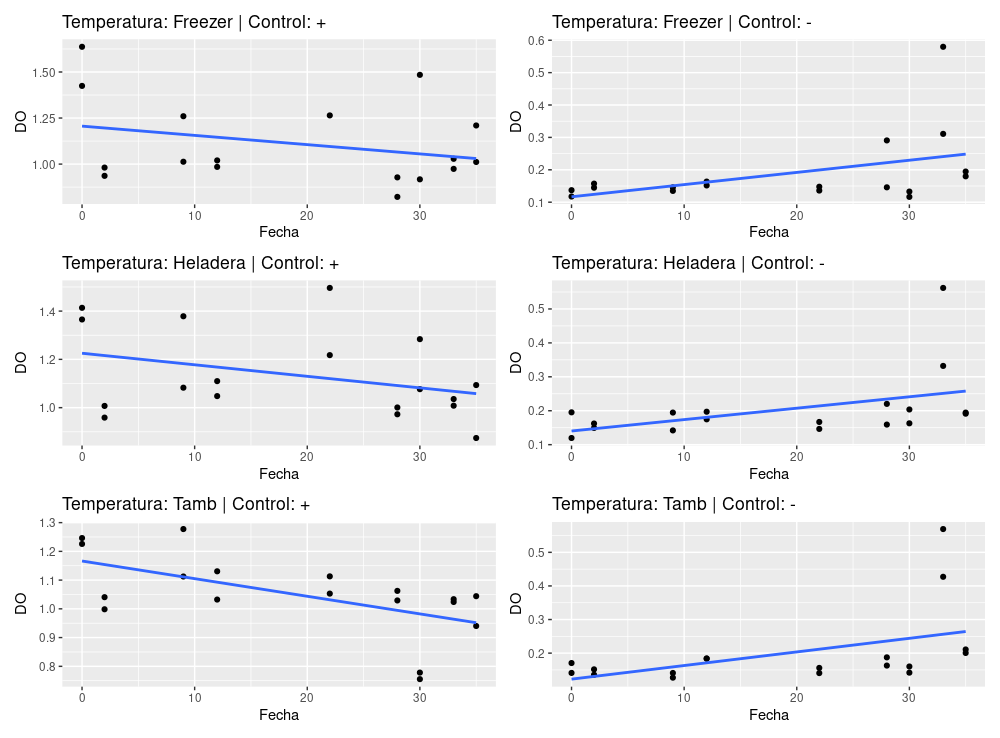 Temperatura: Freezer | Control: +
1.50
1.25
1.00
DO
0
10
20
30
Fecha
Temperatura: Freezer | Control: -
0.6
0.5
0.4
0.3
0.2
0.1
DO
0
10
20
30
Fecha
Temperatura: Heladera | Control: +
1.4
1.2
1.0
DO
0
10
20
30
Fecha
Temperatura: Heladera | Control: -
0.5
0.4
0.3
0.2
0.1
DO
0
10
20
30
Fecha
Temperatura: Tamb | Control: +
1.3
1.2
1.1
1.0
0.9
0.8
DO
0
10
20
30
Fecha
Temperatura: Tamb | Control: -
0.5
0.4
0.3
0.2
DO
0
10
20
30
Fecha